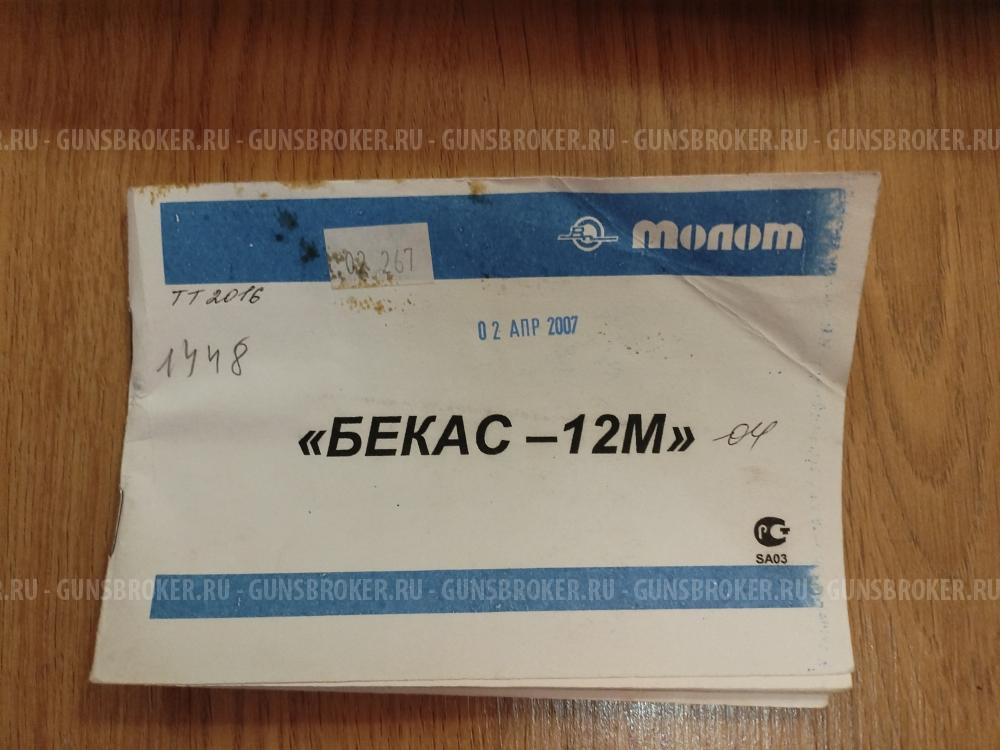 .RU - GUNSBROKER.RU - GUNSBROKER.RU - GUNSBROKER.RU - GUNSBROKER.RU - GUNSBROKER.RU
Молот
02 267
ТТ2016
02 АПР 2007
1448
«БЕКАС –12М» -04
РСТ
SA03
.RU - GUNSBROKER.RU - GUNSBROKER.RU - GUNSBROKER.RU - GUNSBROKER.RU - GUNSBROKER.RU